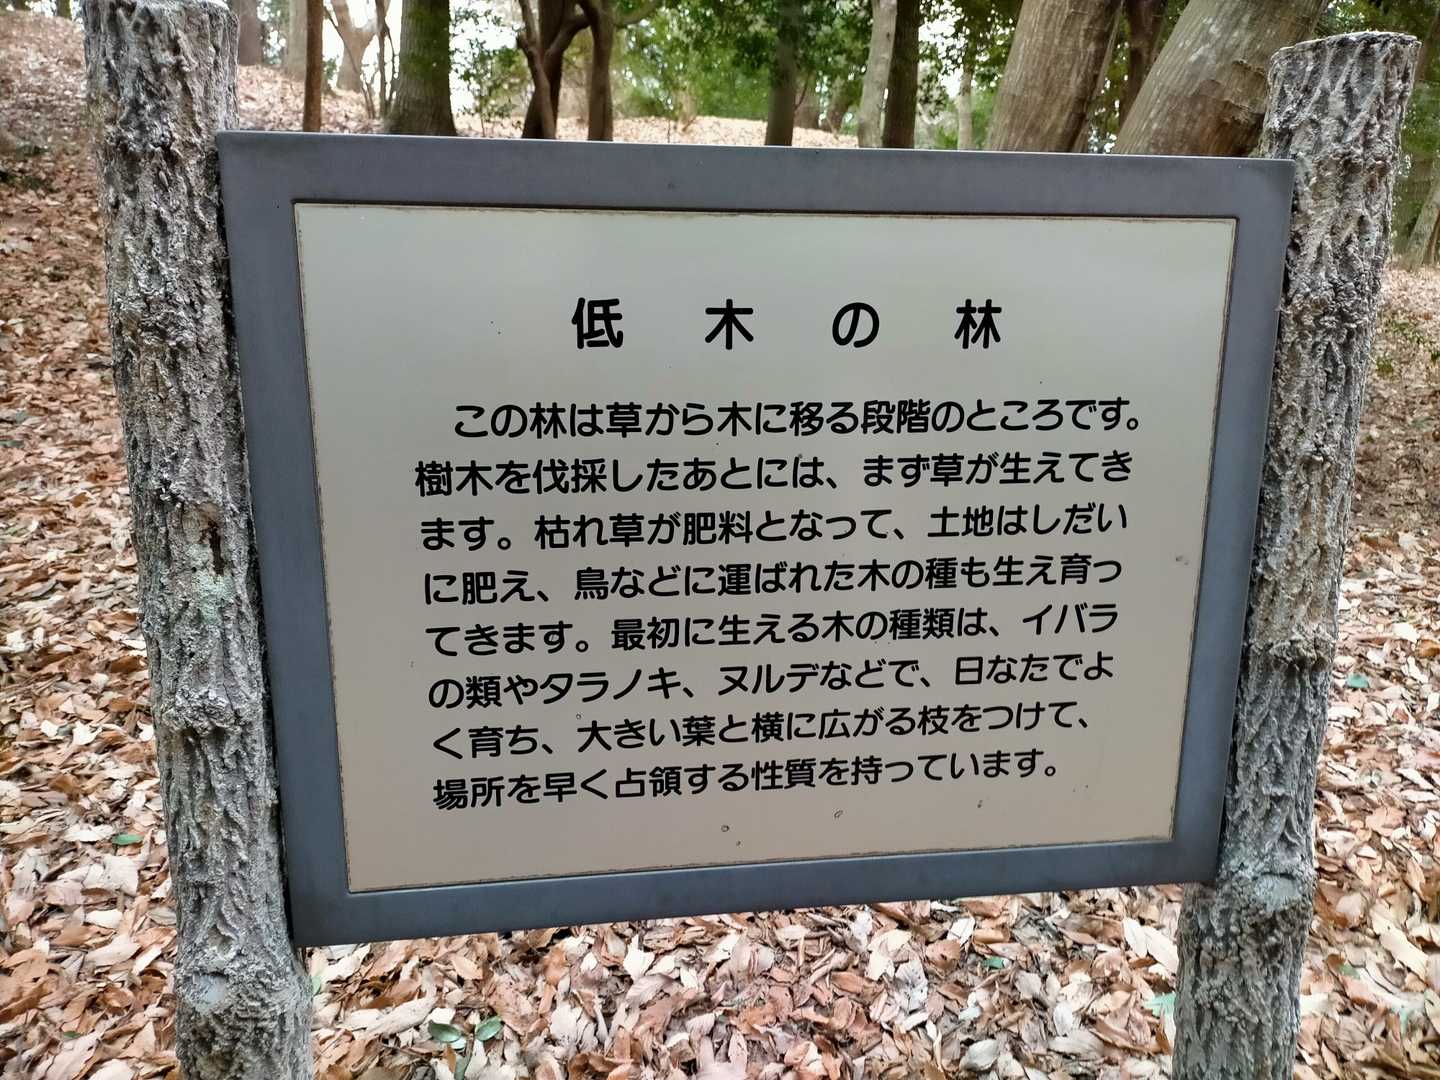 低木の林
この林は草から木に移る段階のところです。
樹木を伐採したあとには、まず草が生えてき
ます。枯れ草が肥料となって、土地はしだい
に肥え、鳥などに運ばれた木の種も生え育っ
てきます。最初に生える木の種類は、イバラ
の類やタラノキ、ヌルデなどで、日なたでよ
く育ち、大きい葉と横に広がる枝をつけて、
場所を早く占領する性質を持っています。